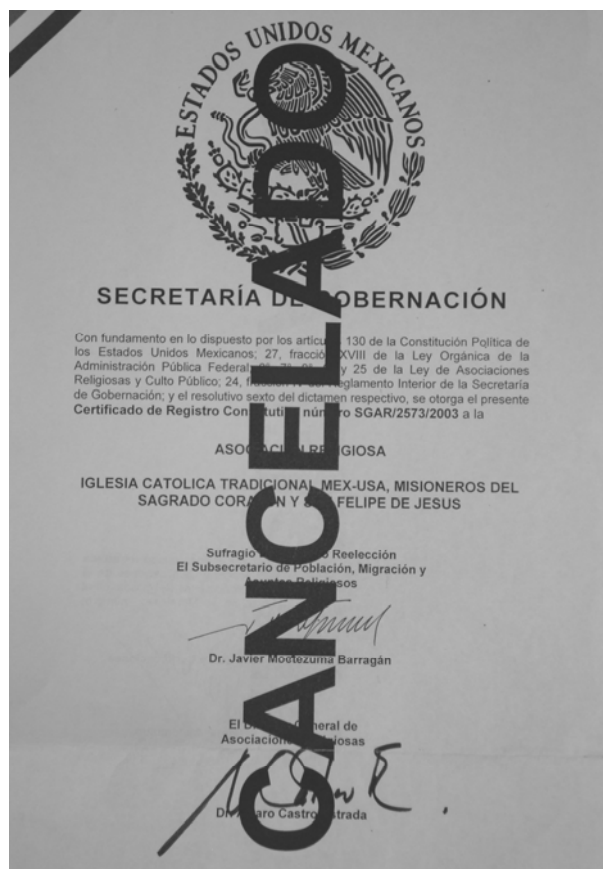 ESTADOS UNIDOS MEXICANOS
CANCELADO
SECRETARÍA DE GOBERNACIÓN
Con fundamento en lo dispuesto por los 130 de la Constitución Política de
los Estados Unidos Mexicanos; 27, XVIII de la Ley Orgánica de la
Administración Pública Federal; y 25 de la Ley de Asociaciones
Religiosas y Culto Público; 24, Reglamento Interior de la Secretaría
de Gobernación; y el resolutivo sexto del dictamen respectivo, se otorga el presente
Certificado de Registro Constitutivo número SGAR/2573/2003 a la
ASOCIACION RELIGIOSA
IGLESIA CATOLICA TRADICIONAL MEX-USA, MISIONEROS DEL
SAGRADO CORAZON Y SAN FELIPE DE JESUS
Sufragio Reelección
El Subsecretario de Población, Migración y
Asuntos Religiosos
Dr. Javier Moctezuma Barragán
El General de
Asociaciones Religiosas
Castro Estrada